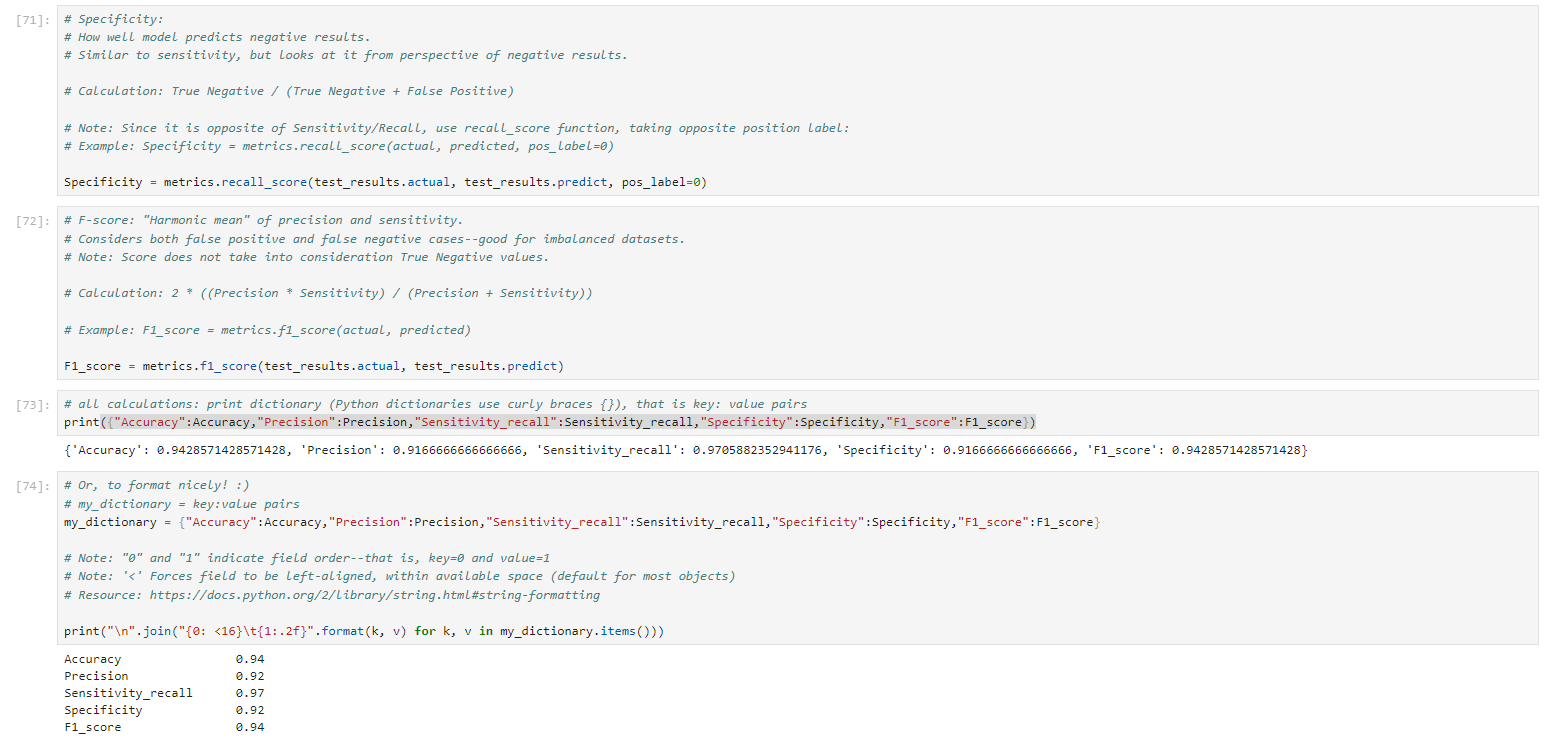 [71]: # Specificity:
# How well model predicts negative results.
# Similar to sensitivity, but looks at it from perspective of negative results.
# Calculation: True Negative / (True Negative + False Positive)
# Note: Since it is opposite of Sensitivity/Recall, use recall_score function, taking opposite position label:
# Example: Specificity = metrics.recall_score(actual, predicted, pos_label=0)
Specificity = metrics.recall_score(test_results.actual, test_results.predict, pos_label=0)
[72]: # F-score: "Harmonic mean" of precision and sensitivity.
# Considers both false positive and false negative cases--good for imbalanced datasets.
# Note: Score does not take into consideration True Negative values.
# Calculation: 2 * ((Precision * Sensitivity) / (Precision + Sensitivity))
# Example: F1_score = metrics.f1_score(actual, predicted)
F1_score = metrics.f1_score(test_results.actual, test_results.predict)
[73]: # all calculations: print dictionary (Python dictionaries use curly braces {}), that is key: value pairs
print({"Accuracy":Accuracy,"Precision":Precision,"Sensitivity_recall":Sensitivity_recall,"Specificity":Specificity,"F1_score":F1_score})
{'Accuracy': 0.9428571428571428, 'Precision': 0.9166666666666666, 'Sensitivity_recall': 0.9705882352941176, 'Specificity': 0.9166666666666666, 'F1_score': 0.9428571428571428}
[74]: # Or, to format nicely! :)
# my_dictionary = key:value pairs
my_dictionary = {"Accuracy":Accuracy,"Precision":Precision,"Sensitivity_recall":Sensitivity_recall,"Specificity":Specificity,"F1_score":F1_score}
# Note: "0" and "1" indicate field order--that is, key=0 and value=1
# Note: '<' Forces field to be left-aligned, within available space (default for most objects)
# Resource: https://docs.python.org/2/library/string.html#string-formatting
print("\n".join("{0: <16}\t{1:.2f}".format(k, v) for k, v in my_dictionary.items()))
Accuracy 0.94
Precision 0.92
Sensitivity_recall 0.97
Specificity 0.92
F1_score 0.94